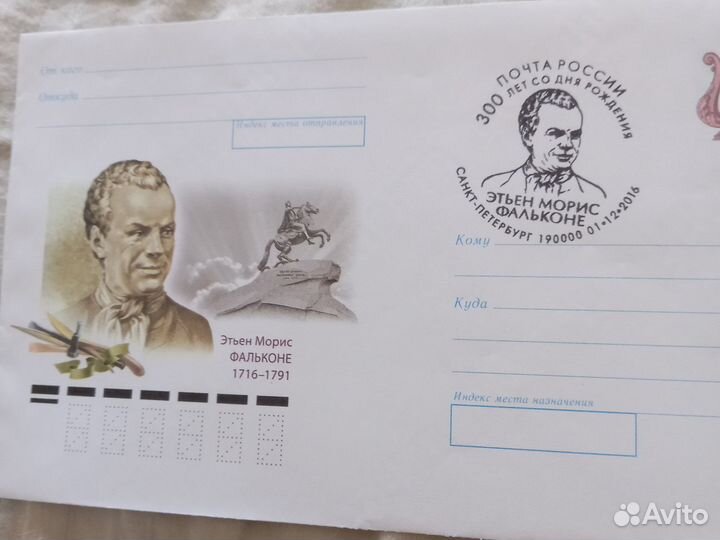 От кого
Откуда
Индекс места отправления
ПОЧТА РОССИИ
300 ЛЕТ СО ДНЯ РОЖДЕНИЯ
ЭТЬЕН МОРИС
ФАЛЬКОНЕ
САНКТ-ПЕТЕРБУРГ 190000 01•12•2016
Кому
Куда
Этьен Морис
ФАЛЬКОНЕ
1716–1791
Индекс места назначения
Avito